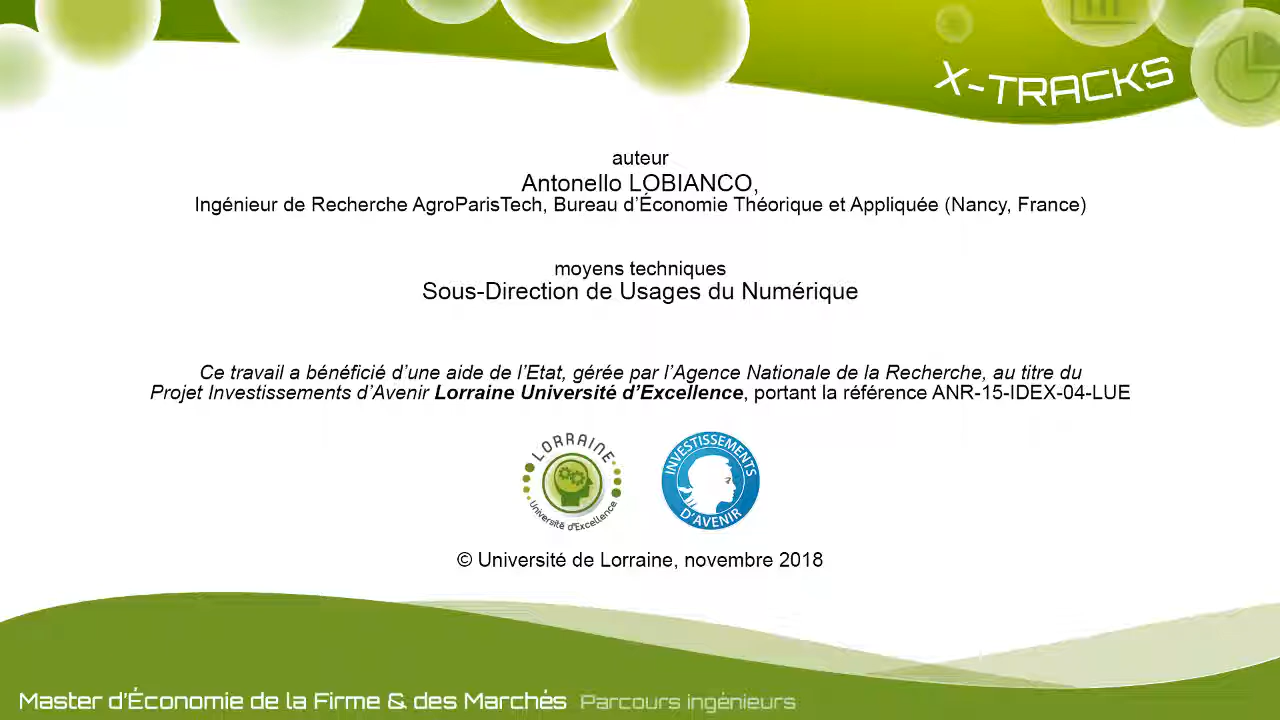 X-TRACKS
auteur
Antonello LOBIANCO,
Ingénieur de Recherche AgroParisTech, Bureau d'Économie Théorique et Appliquée (Nancy, France)
moyens techniques
Sous-Direction de Usages du Numérique
Ce travail a bénéficié d'une aide de l'Etat, gérée par l'Agence Nationale de la Recherche, au titre du
Projet Investissements d'Avenir Lorraine Université d'Excellence, portant la référence ANR-15-IDEX-04-LUE
LORRAINE
Université d'Excellence
INVESTISSEMENTS
D'AVENIR
© Université de Lorraine, novembre 2018
Master d'Économie de la Firme & des Marchés Parcours ingénieurs